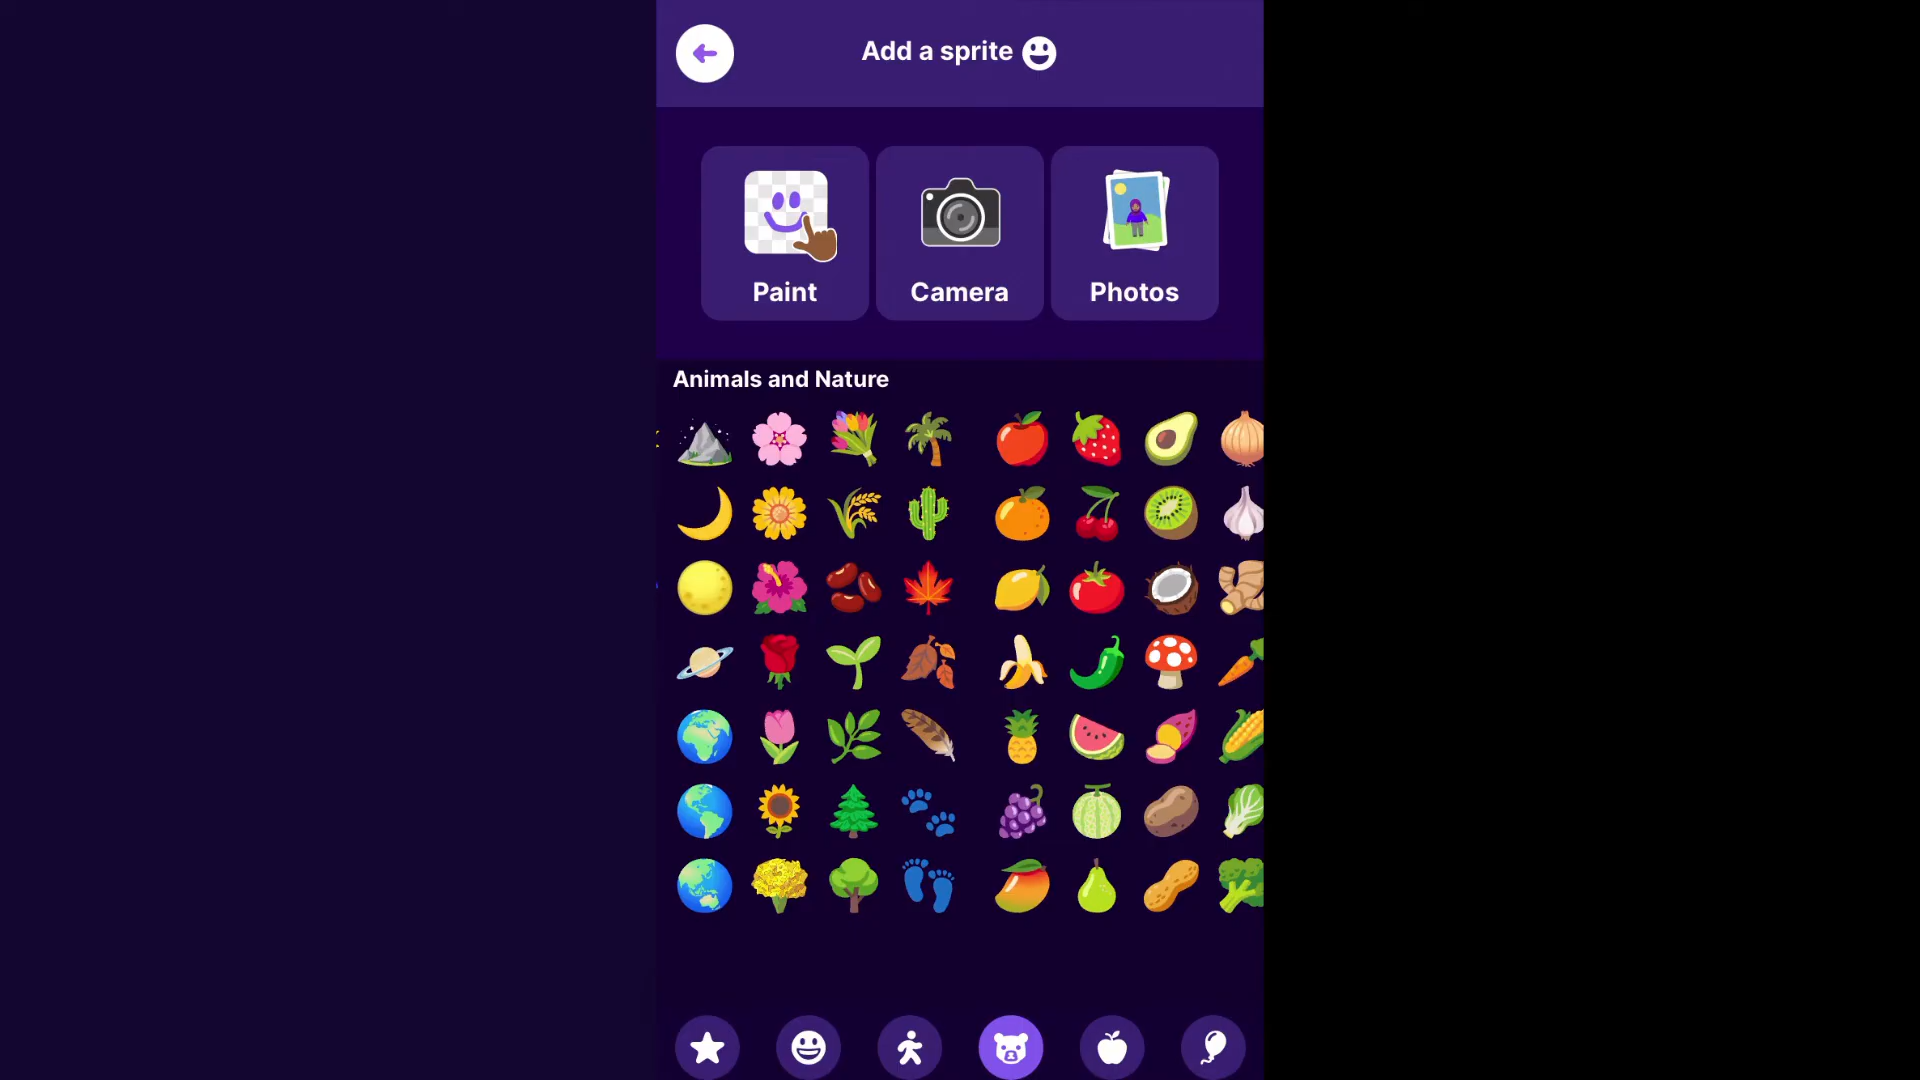 Add a sprite
Paint
Camera
Photos
Animals and Nature